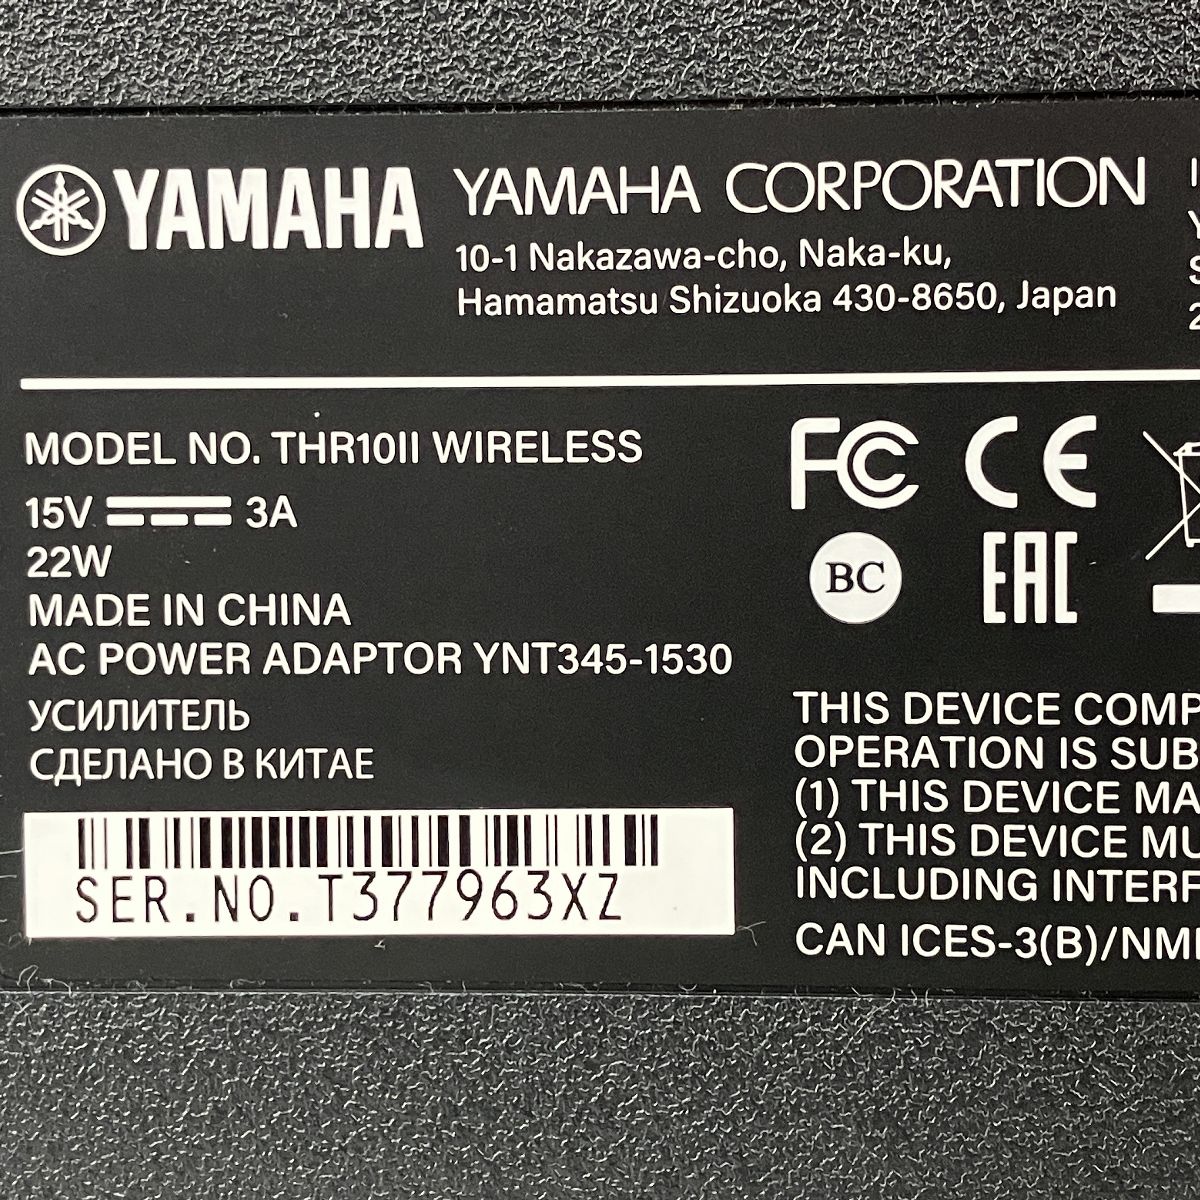 YAMAHA
YAMAHA CORPORATION
10-1 Nakazawa-cho, Naka-ku,
Hamamatsu Shizuoka 430-8650, Japan
MODEL NO. THR10II WIRELESS
15V 3A
22W
MADE IN CHINA
AC POWER ADAPTOR YNT345-1530
УСИЛИТЕЛЬ
СДЕЛАНО В КИТАЕ
SER.NO.T377963XZ
FC CE
BC EAC
THIS DEVICE COMP
OPERATION IS SUB
(1) THIS DEVICE MA
(2) THIS DEVICE MU
INCLUDING INTERF
CAN ICES-3(B)/NM